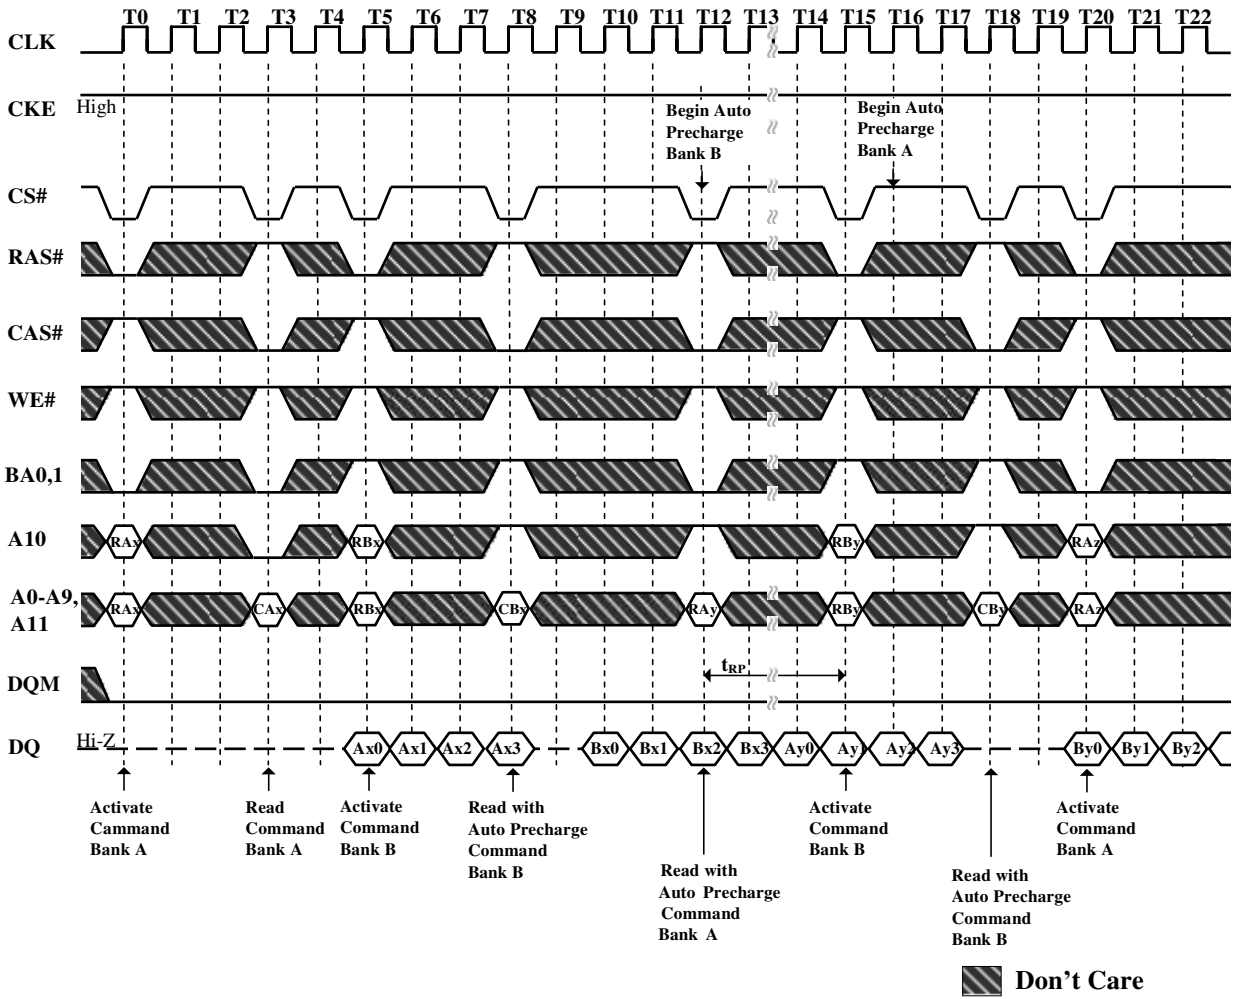 T0 T1 T2 T3 T4 T5 T6 T7 T8 T9 T10 T11 T12 T13 T14 T15 T16 T17 T18 T19 T20 T21 T22
CLK
CKE High
Begin Auto
Precharge
Bank B
Begin Auto
Precharge
Bank A
CS#
RAS#
CAS#
WE#
BA0,1
A10 RAx RBx RBy RAz
A0-A9,
A11
RAx CAx RBx CBx RAy RBy CBy RAz
DQM
tRP
DQ Hi-Z Ax0 Ax1 Ax2 Ax3 Bx0 Bx1 Bx2 Bx3 Ay0 Ay1 Ay2 Ay3 By0 By1 By2
Activate
Cammand
Bank A
Read
Command
Bank A
Activate
Command
Bank B
Read with
Auto Precharge
Command
Bank B
Read with
Auto Precharge
Command
Bank A
Activate
Command
Bank B
Read with
Auto Precharge
Command
Bank B
Activate
Command
Bank A
Don't Care